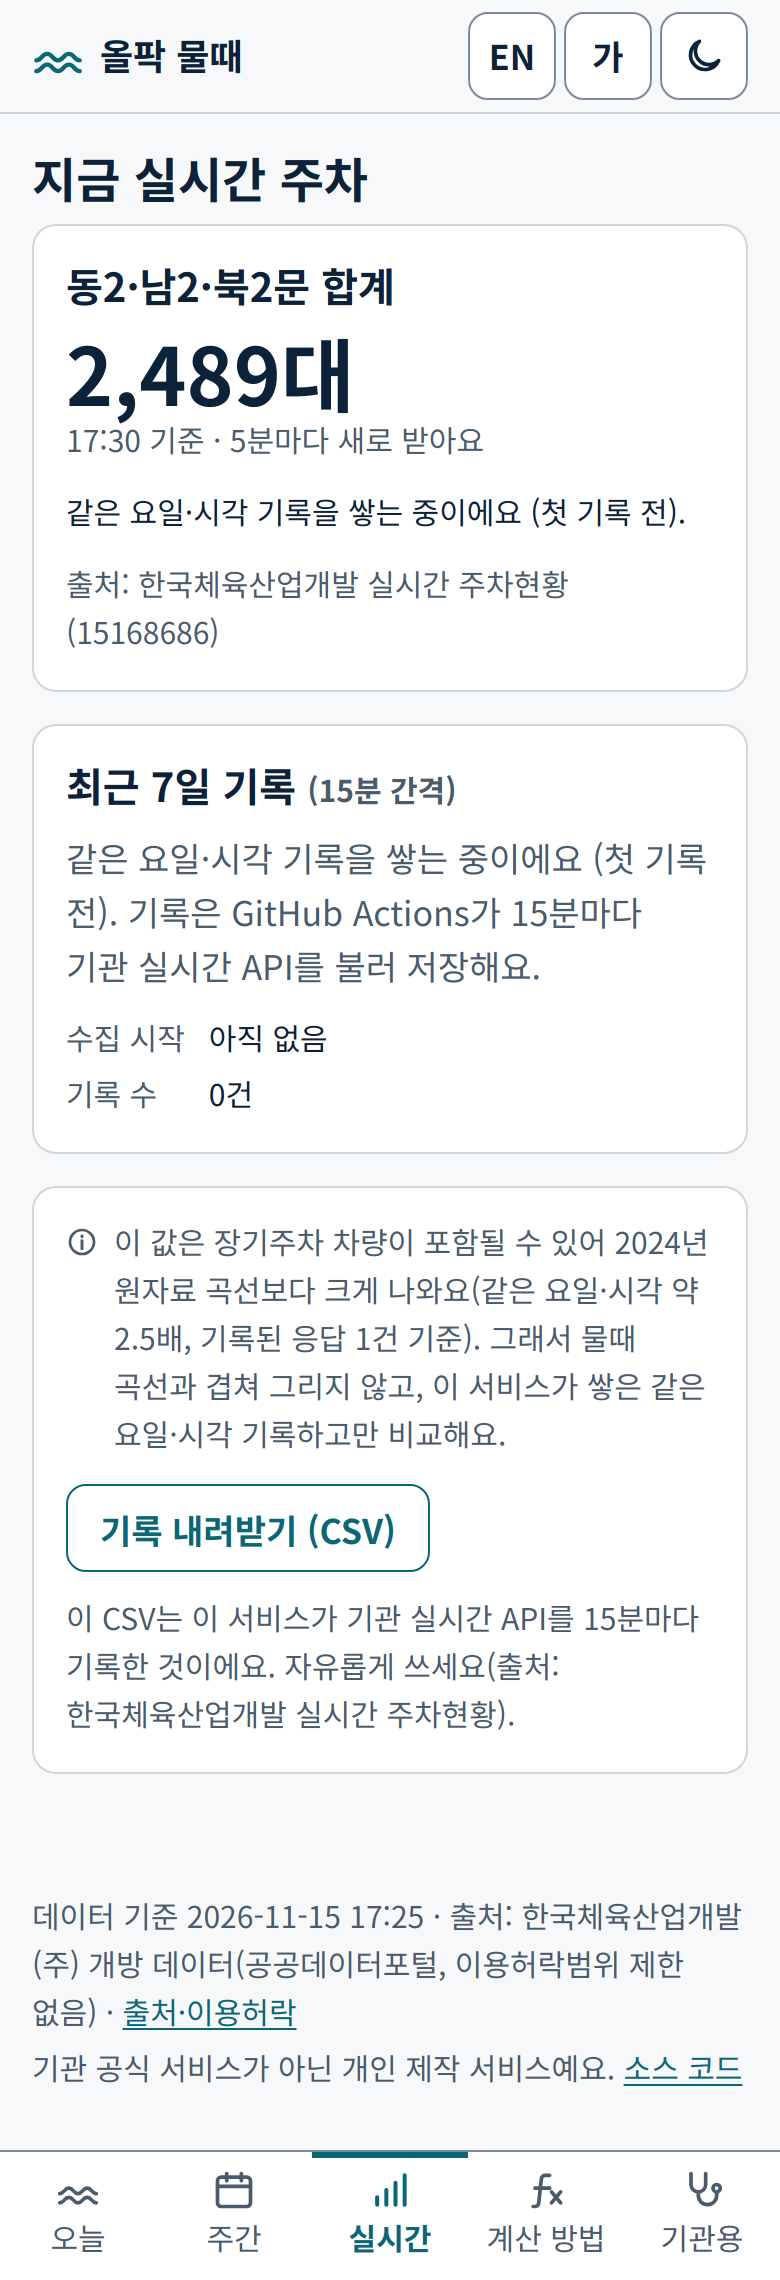 올팍 물때
EN
가
지금 실시간 주차
동2·남2·북2문 합계
2,489대
17:30 기준 · 5분마다 새로 받아요
같은 요일·시각 기록을 쌓는 중이에요 (첫 기록 전).
출처: 한국체육산업개발 실시간 주차현황
(15168686)
최근 7일 기록 (15분 간격)
같은 요일·시각 기록을 쌓는 중이에요 (첫 기록
전). 기록은 GitHub Actions가 15분마다
기관 실시간 API를 불러 저장해요.
수집 시작 아직 없음
기록 수 0건
이 값은 장기주차 차량이 포함될 수 있어 2024년
원자료 곡선보다 크게 나와요(같은 요일·시각 약
2.5배, 기록된 응답 1건 기준). 그래서 물때
곡선과 겹쳐 그리지 않고, 이 서비스가 쌓은 같은
요일·시각 기록하고만 비교해요.
기록 내려받기 (CSV)
이 CSV는 이 서비스가 기관 실시간 API를 15분마다
기록한 것이에요. 자유롭게 쓰세요(출처:
한국체육산업개발 실시간 주차현황).
데이터 기준 2026-11-15 17:25 · 출처: 한국체육산업개발
(주) 개방 데이터(공공데이터포털, 이용허락범위 제한
없음) · 출처·이용허락
기관 공식 서비스가 아닌 개인 제작 서비스예요. 소스 코드
오늘
주간
실시간
계산 방법
기관용